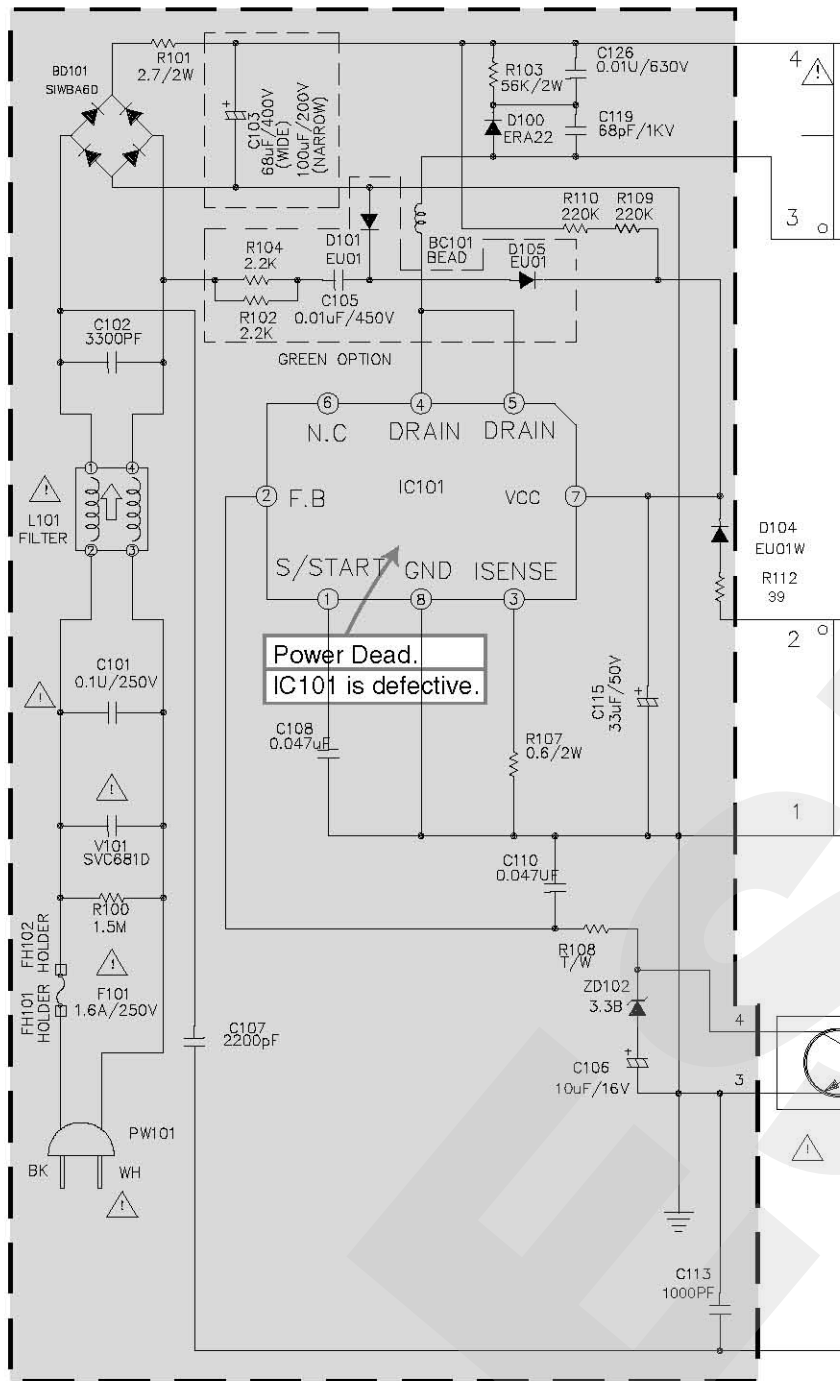 BD101
SIWBA60
R101
2.7/2W
C103
68uF/400V
(WIDE)
100uF/200V
(NARROW)
R103
56K/2W
D100
ERA22
C126
0.01U/630V
C119
68pF/1KV
4
3
R110
220K
R109
220K
R104
2.2K
R102
2.2K
D101
EU01
C105
0.01uF/450V
BC101
BEAD
D105
EU01
GREEN OPTION
C102
3300PF
6
4
5
N.C
DRAIN
DRAIN
2
F.B
IC101
VCC
7
S/START
GND
ISENSE
1
8
3
Power Dead.
IC101 is defective.
1
4
L101
FILTER
2
3
D104
EU01W
R112
39
2
1
C101
0.1U/250V
C108
0.047uF
R107
0.6/2W
C115
33uF/50V
V101
SVC681D
R100
1.5M
C110
0.047UF
R108
T/W
FH102
HOLDER
FH101
HOLDER
F101
1.6A/250V
ZD102
3.3B
C106
10uF/16V
4
3
C107
2200pF
PW101
BK
WH
C113
1000PF